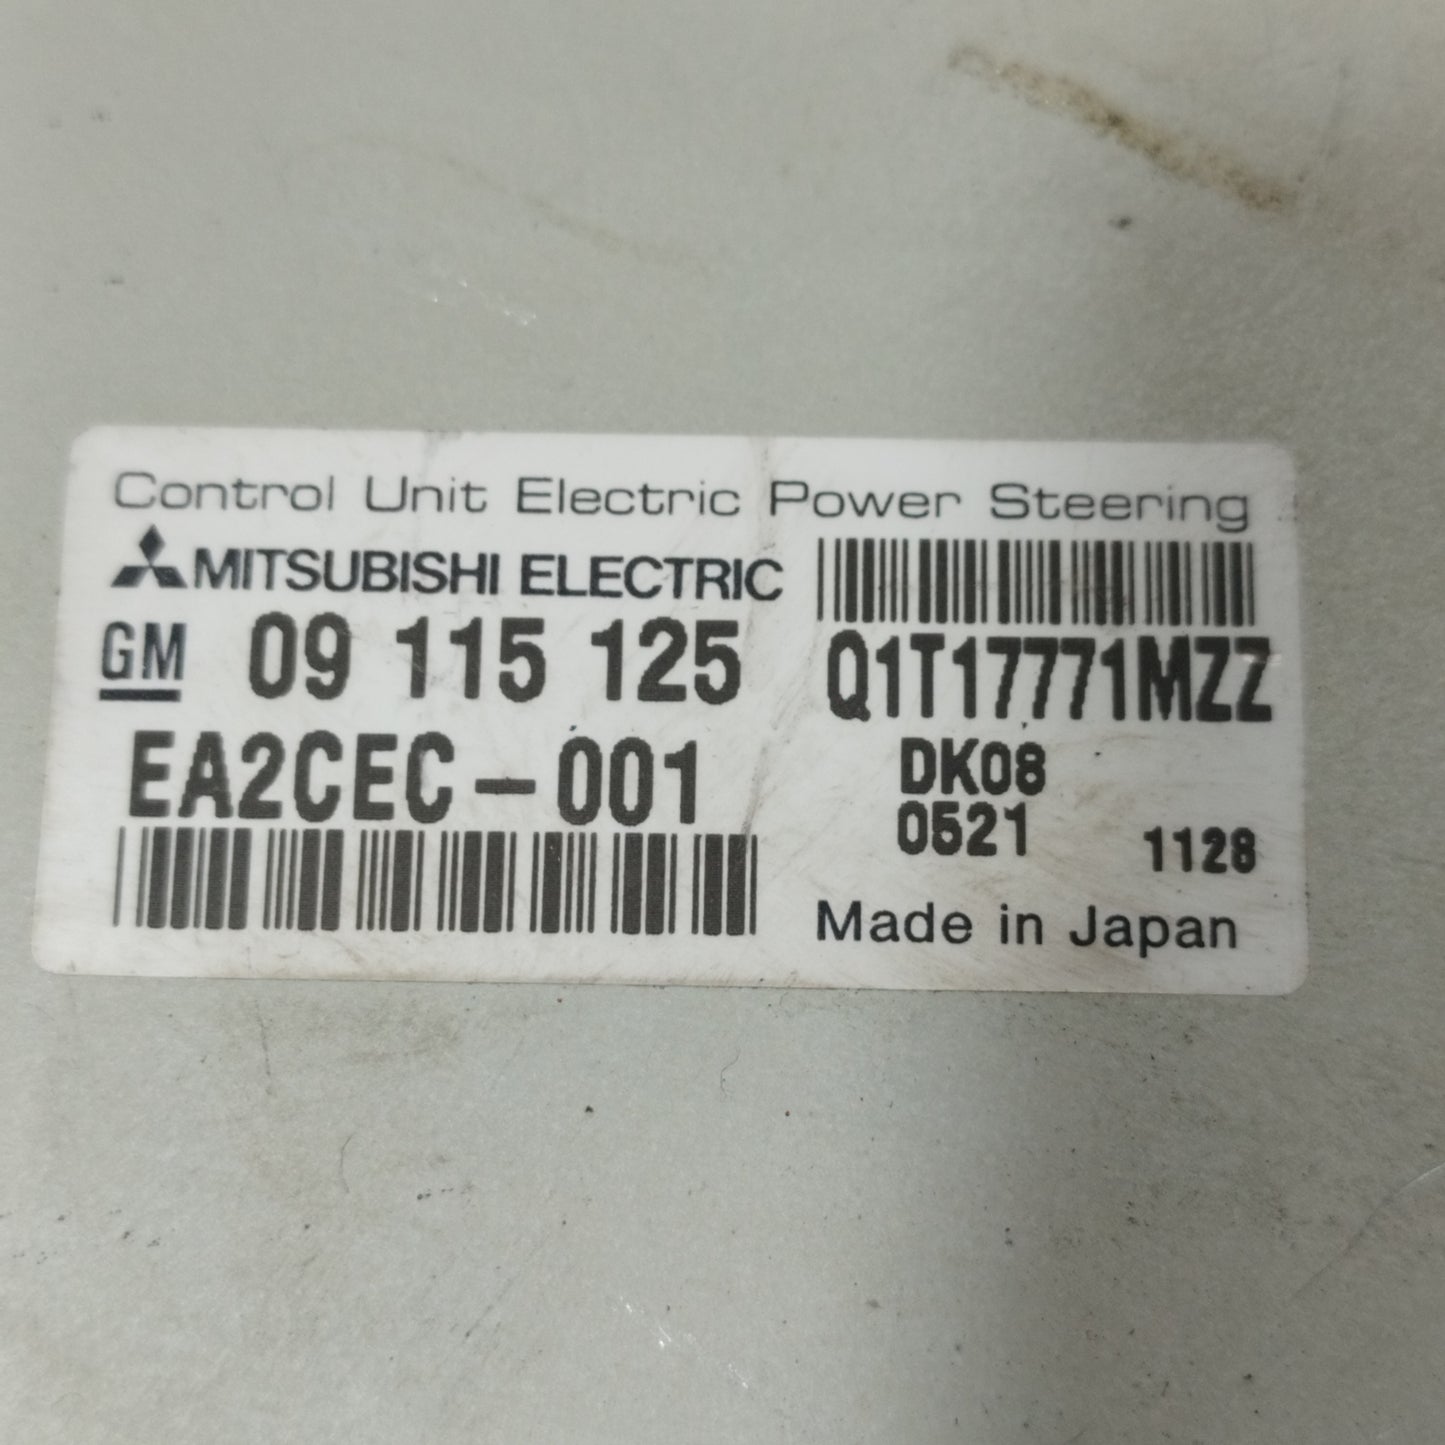 Control Unit Electric Power Steering
MITSUBISHI ELECTRIC
GM 09 115 125
Q1T17771MZZ
EA2CEC-001
DK08
0521 1128
Made in Japan